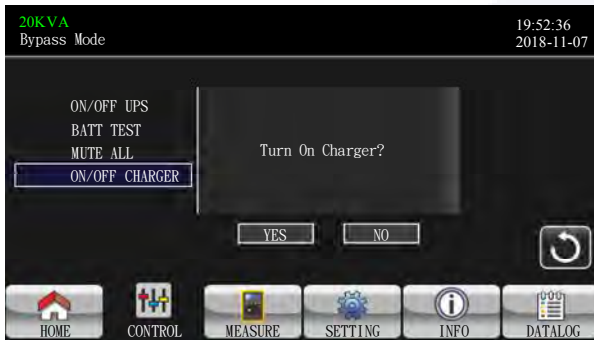 20KVA
19:52:36
Bypass Mode
2018-11-07
ON/OFF UPS
BATT TEST
MUTE ALL
ON/OFF CHARGER
Turn On Charger?
YES
NO
HOME
CONTROL
MEASURE
SETTING
INFO
DATALOG